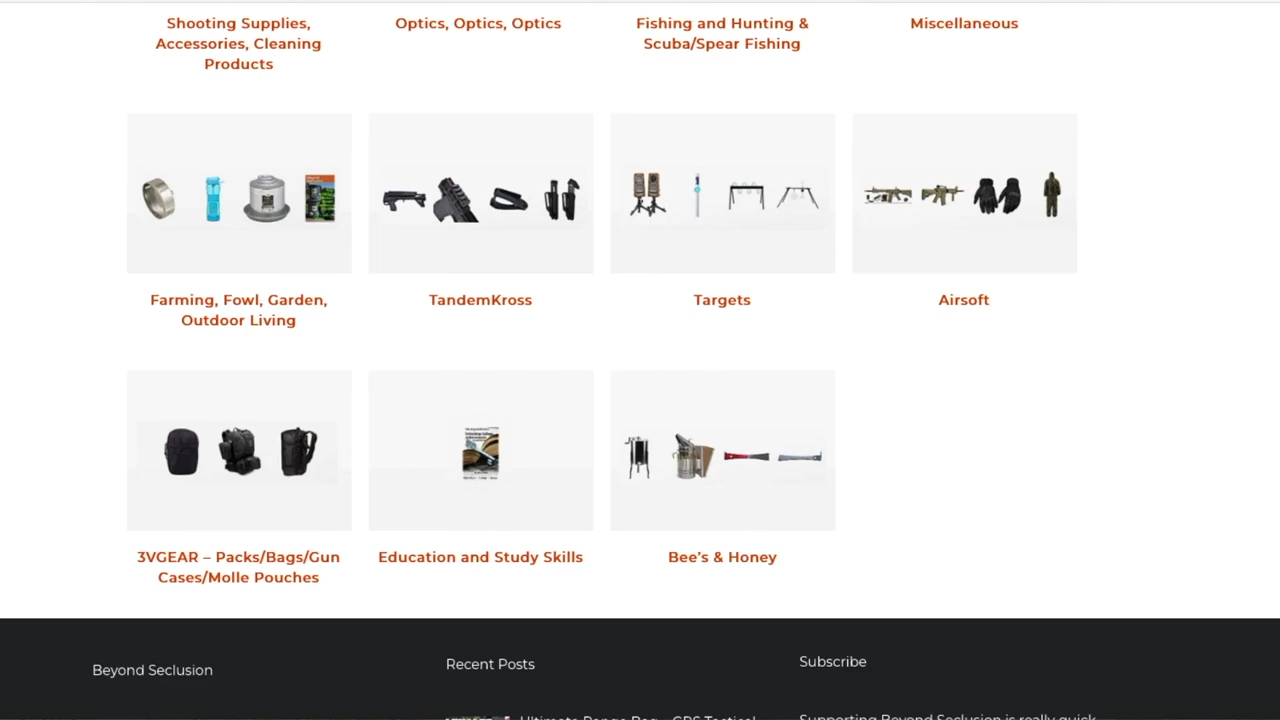 Shooting Supplies,
Accessories, Cleaning
Products
Optics, Optics, Optics
Fishing and Hunting &
Scuba/Spear Fishing
Miscellaneous
Farming, Fowl, Garden,
Outdoor Living
TandemKross
Targets
Airsoft
3VGEAR – Packs/Bags/Gun
Cases/Molle Pouches
Education and Study Skills
Bee's & Honey
Beyond Seclusion
Recent Posts
Ultimate Range Bag – GPS Tactical
Subscribe
Supporting Beyond Seclusion is really quick